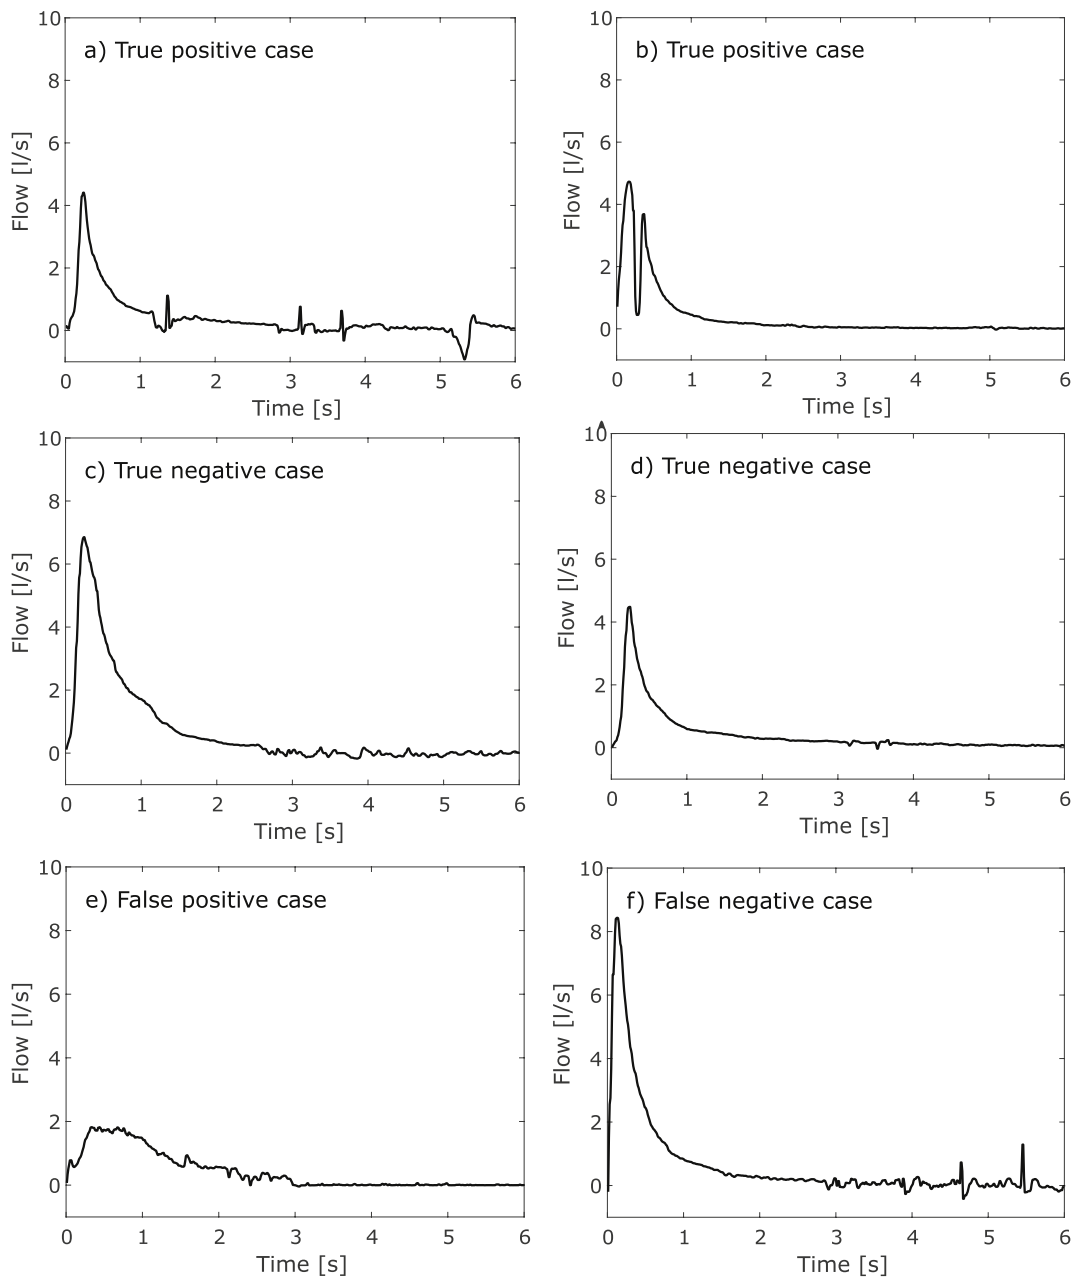 a) True positive case
Flow [l/s]
10
8
6
4
2
0
0 1 2 3 4 5 6
Time [s]
b) True positive case
Flow [l/s]
10
8
6
4
2
0
0 1 2 3 4 5 6
Time [s]
c) True negative case
Flow [l/s]
10
8
6
4
2
0
0 1 2 3 4 5 6
Time [s]
d) True negative case
Flow [l/s]
10
8
6
4
2
0
0 1 2 3 4 5 6
Time [s]
e) False positive case
Flow [l/s]
10
8
6
4
2
0
0 1 2 3 4 5 6
Time [s]
f) False negative case
Flow [l/s]
10
8
6
4
2
0
0 1 2 3 4 5 6
Time [s]